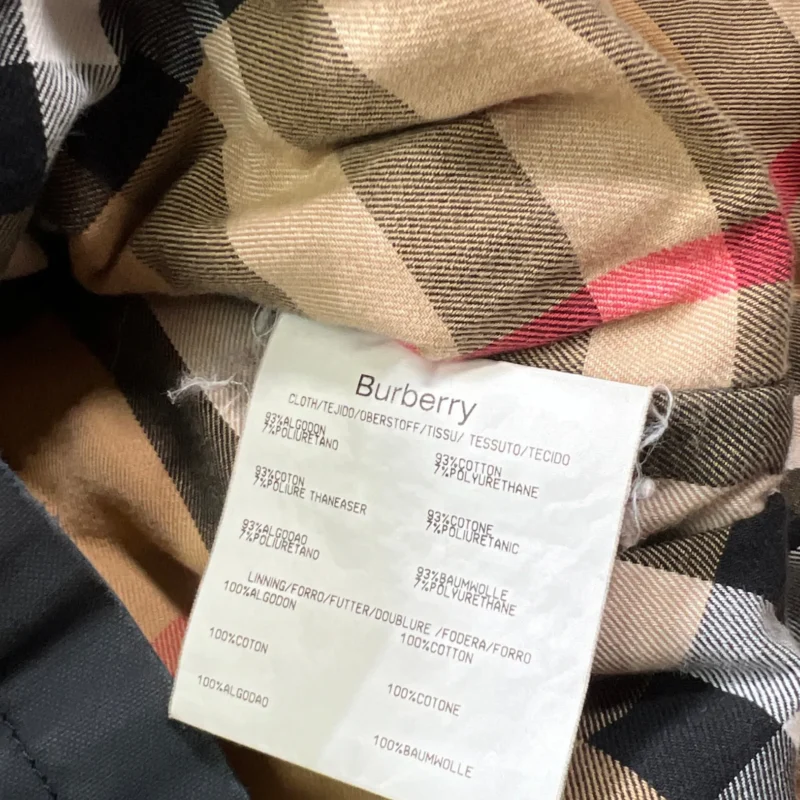 Burberry
CLOTH/TEJIDO/OBERSTOFF/TISSU/ TESSUTO/TECIDO
93%ALGODON
7%POLIURETANO
93%COTTON
7%POLYURETHANE
93%COTON
7%POLIURE THANEASER
93%COTONE
7%POLIURETANIC
93%ALGODAO
7%POLIURETANO
93%BAUMWOLLE
7%POLYURETHANE
LINNING/FORRO/FUTTER/DOUBLURE /FODERA/FORRO
100%ALGODON
100%COTTON
100%COTON
100%COTONE
100%ALGODAO
100%BAUMWOLLE